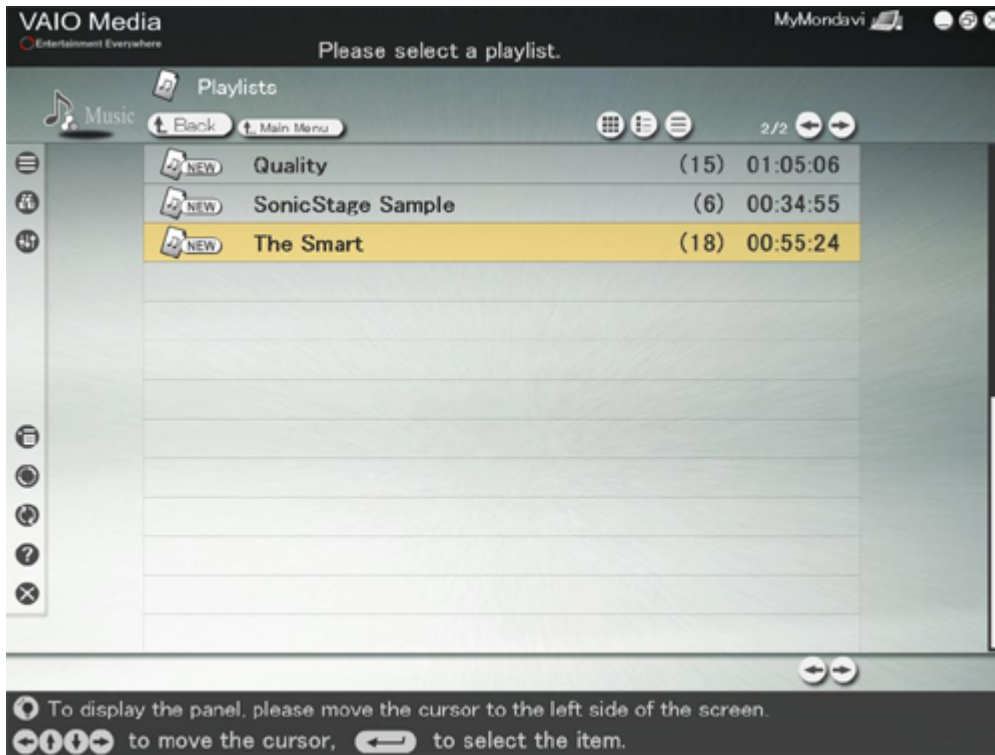 VAIO Media
Entertainment Everywhere
MyMondavi
Please select a playlist.
Music
Playlists
Back
Main Menu
2/2
NEW Quality (15) 01:05:06
NEW SonicStage Sample (6) 00:34:55
NEW The Smart (18) 00:55:24
To display the panel, please move the cursor to the left side of the screen.
to move the cursor, to select the item.